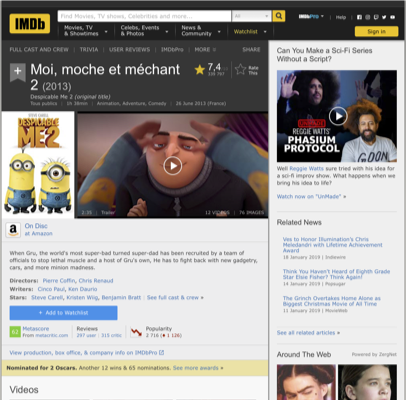 IMDb
Find Movies, TV shows, Celebrities and more...
All
IMDbPro
Help
Movies, TV & Showtimes
Celebs, Events & Photos
News & Community
Watchlist
Sign in
FULL CAST AND CREW | TRIVIA | USER REVIEWS | IMDbPro | MORE
SHARE
Moi, moche et méchant
2 (2013)
Despicable Me 2 (original title)
Tous publics | 1h 38min | Animation, Adventure, Comedy | 26 June 2013 (France)
7,4
Rate
This
DESPICABLE
ME 2
2:35 | Trailer
12 VIDEOS | 76 IMAGES
On Disc
at Amazon
When Gru, the world's most super-bad turned super-dad has been recruited by a team of
officials to stop lethal muscle and a host of Gru's own, He has to fight back with new gadgetry,
cars, and more minion madness.
Directors: Pierre Coffin, Chris Renaud
Writers: Cinco Paul, Ken Daurio
Stars: Steve Carell, Kristen Wiig, Benjamin Bratt | See full cast & crew »
+ Add to Watchlist
62
Metascore
From metacritic.com
Reviews
297 user | 315 critic
Popularity
2 716
View production, box office, & company info on IMDbPro
Nominated for 2 Oscars. Another 12 wins & 65 nominations. See more awards »
Videos
Can You Make a Sci-Fi Series
Without a Script?
REGGIE WATTS'
PHASIUM
PROTOCOL
Well Reggie Watts sure tried with his idea for
a sci-fi improv show. What happens when we
bring his idea to life?
Watch now on "UnMade" »
Related News
Ves to Honor Illumination's Chris
Meledandri with Lifetime Achievement
Award
18 January 2019 | Indiewire
Think You Haven't Heard of Eighth Grade
Star Elsie Fisher? Think Again!
14 January 2019 | Popsugar
The Grinch Takes Home Alone as
Biggest Christmas Movie of All Time
11 January 2019 | MovieWeb
See all related articles »
Around The Web
Powered by ZergNet